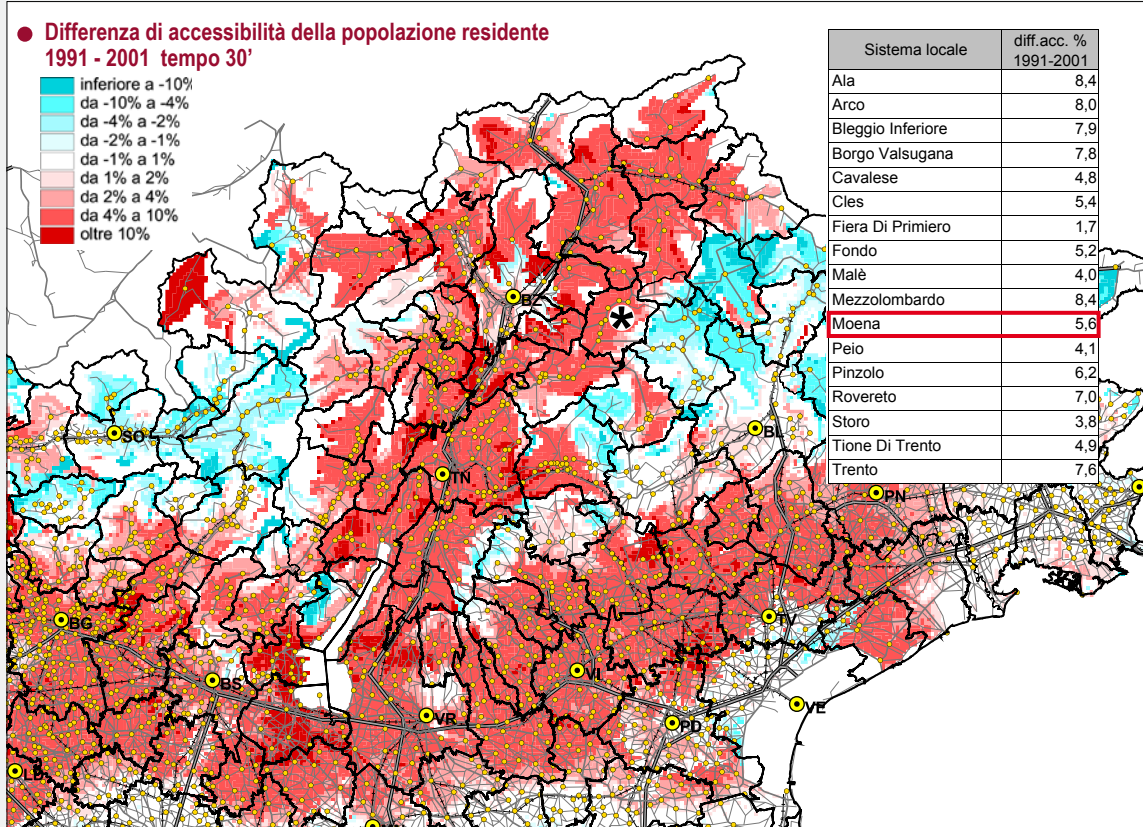 Differenza di accessibilità della popolazione residente
1991 - 2001 tempo 30'
inferiore a -10%
da -10% a -4%
da -4% a -2%
da -2% a -1%
da -1% a 1%
da 1% a 2%
da 2% a 4%
da 4% a 10%
oltre 10%
Sistema locale diff.acc. % 1991-2001
Ala 8,4
Arco 8,0
Bleggio Inferiore 7,9
Borgo Valsugana 7,8
Cavalese 4,8
Cles 5,4
Fiera Di Primiero 1,7
Fondo 5,2
Malè 4,0
Mezzolombardo 8,4
Moena 5,6
Peio 4,1
Pinzolo 6,2
Rovereto 7,0
Storo 3,8
Tione Di Trento 4,9
Trento 7,6
BZ
*
SO
BL
TN
PN
BG
TV
BS
VI
VE
VR
PD